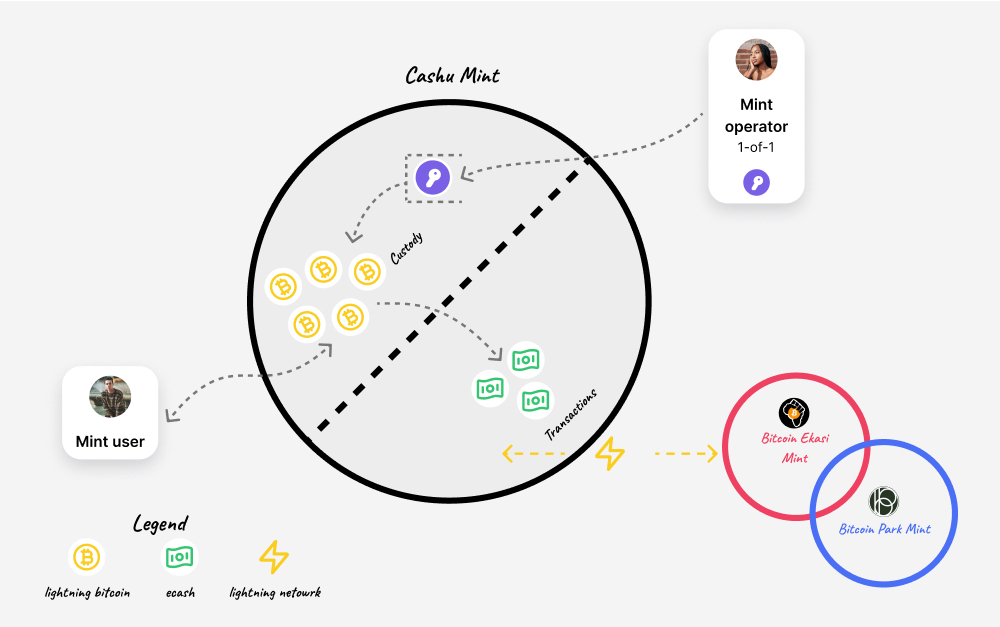 Cashu Mint
Mint
operator
1-of-1
Custody
Mint user
Transactions
Bitcoin Ekasi
Mint
Bitcoin Park Mint
Legend
lightning bitcoin
ecash
lightning netowrk